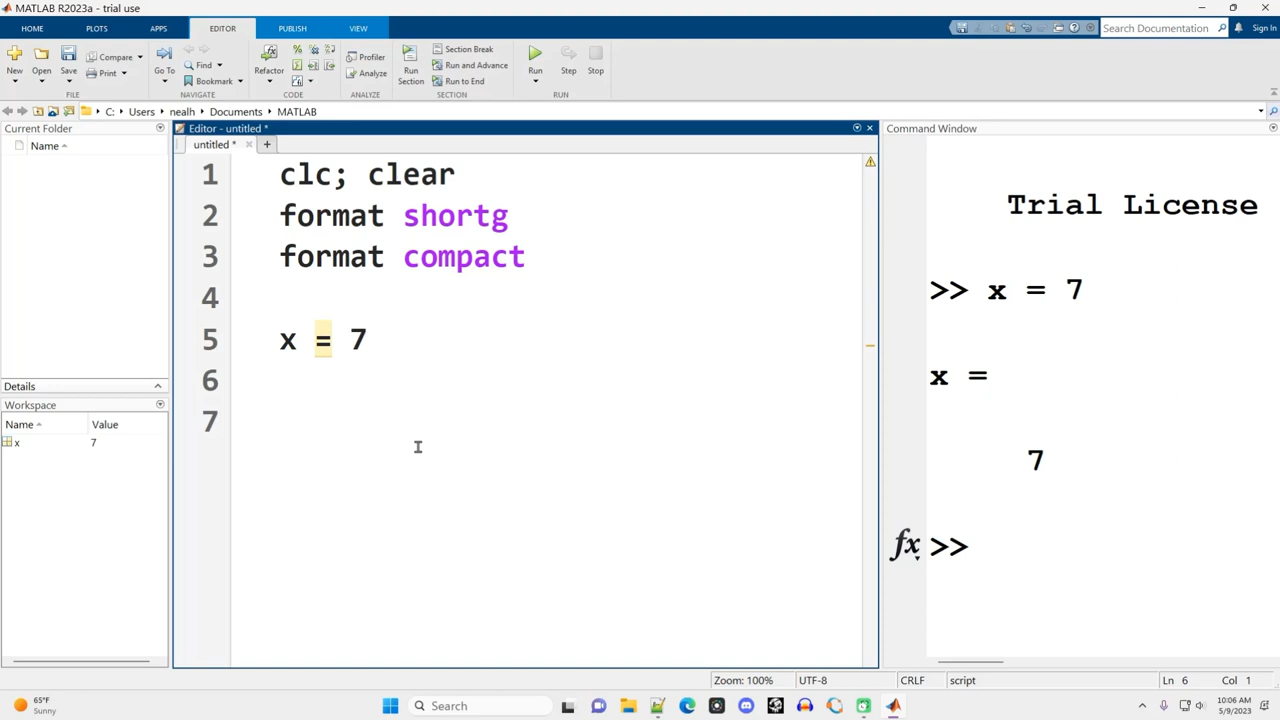 MATLAB R2023a - trial use
HOME PLOTS APPS EDITOR PUBLISH VIEW
Search Documentation Sign In
New Open Save Compare Print Go To Find Bookmark Refactor Profiler Analyze Run Section Section Break Run and Advance Run to End Run Step Stop
FILE NAVIGATE CODE ANALYZE SECTION RUN
C: Users nealh Documents MATLAB
Current Folder
Name
Details
Workspace
Name Value
x 7
Editor - untitled *
untitled * +
1 clc; clear
2 format shortg
3 format compact
4
5 x = 7
6
7
Command Window
Trial License
>> x = 7
x =
7
fx >>
Zoom: 100% UTF-8 CRLF script Ln 6 Col 1
65°F
Sunny
Search
10:06 AM
5/9/2023